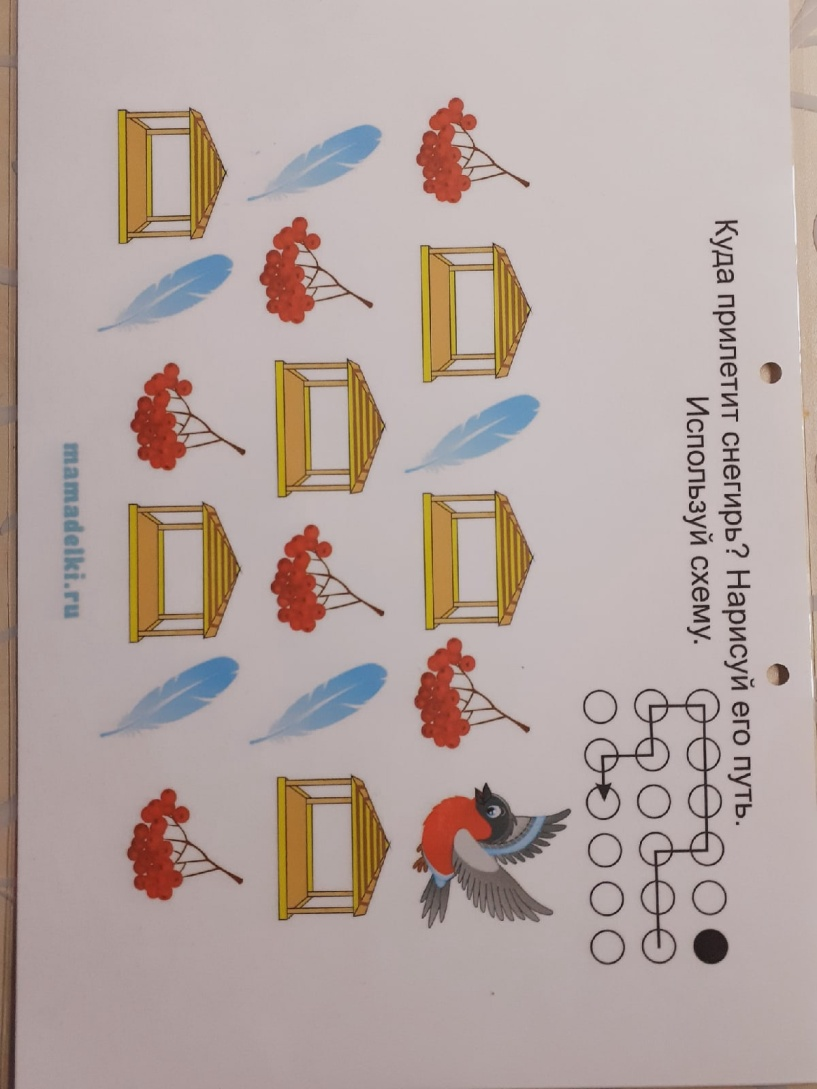 Куда прилетит снегирь? Нарисуй его путь.
Используй схему.
mamadelki.ru